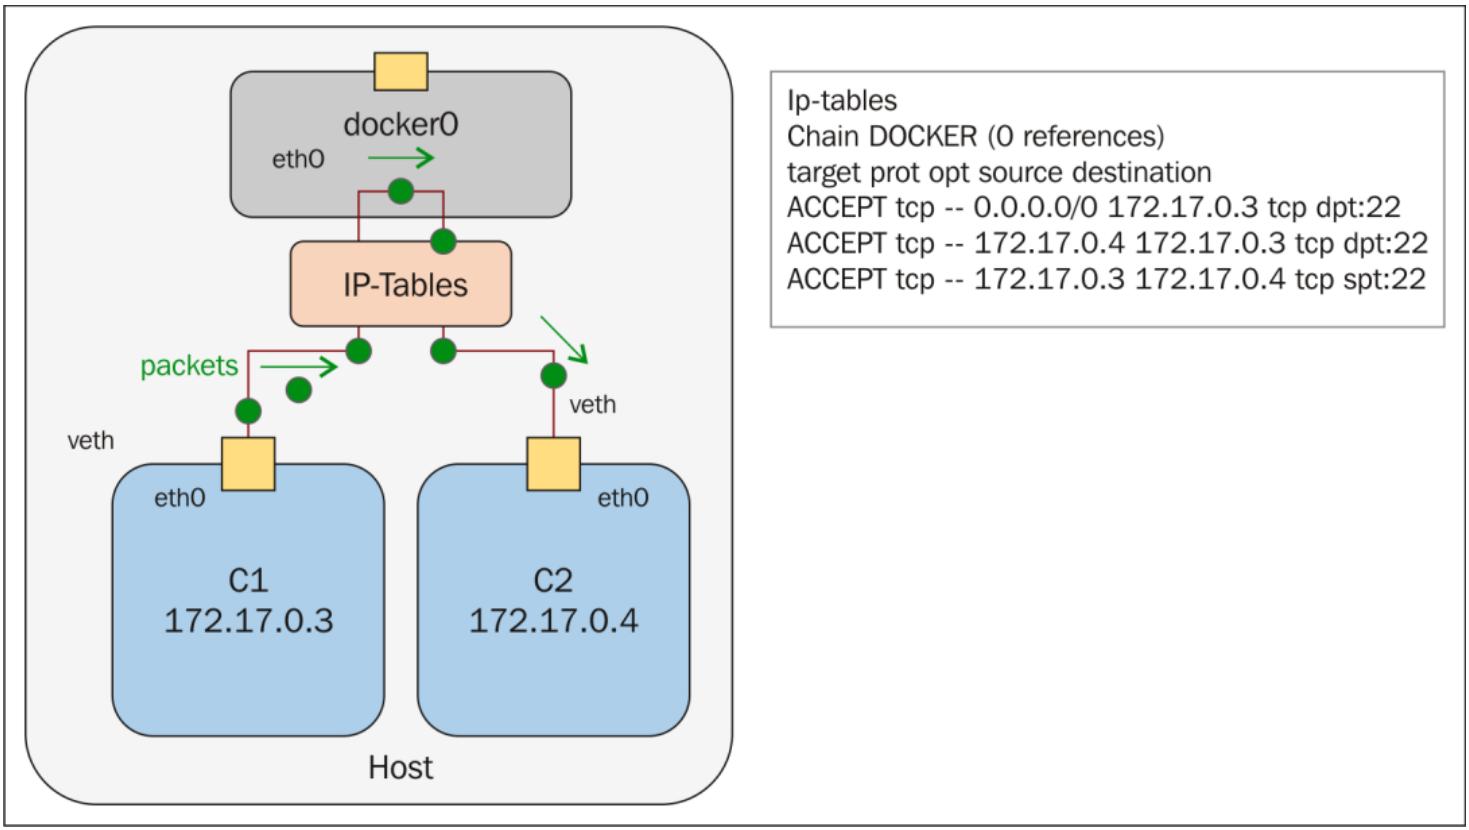 docker0
eth0
IP-Tables
packets
veth
veth
eth0
eth0
C1
172.17.0.3
C2
172.17.0.4
Host
Ip-tables
Chain DOCKER (0 references)
target prot opt source destination
ACCEPT tcp -- 0.0.0.0/0 172.17.0.3 tcp dpt:22
ACCEPT tcp -- 172.17.0.4 172.17.0.3 tcp dpt:22
ACCEPT tcp -- 172.17.0.3 172.17.0.4 tcp spt:22